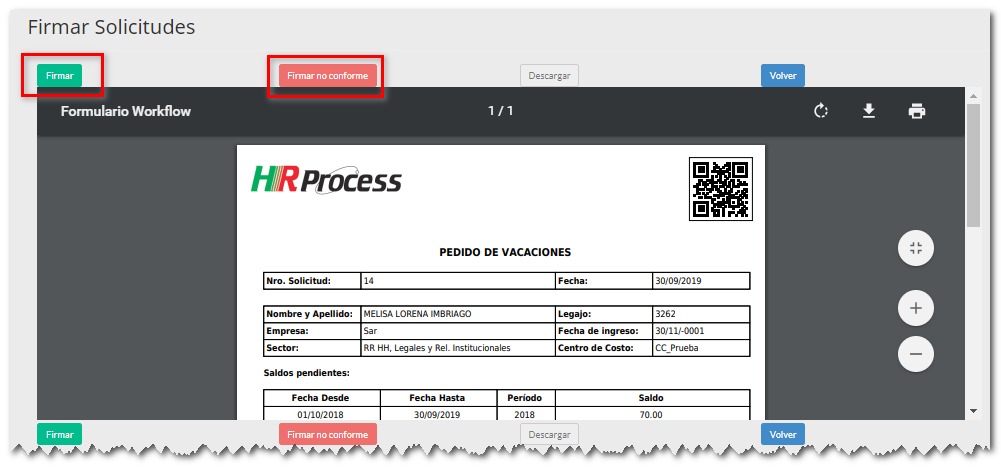 Firmar Solicitudes
Firmar Firmar no conforme Descargar Volver
Formulario Workflow 1 / 1
HR Process
PEDIDO DE VACACIONES
Nro. Solicitud: 14 Fecha: 30/09/2019
Nombre y Apellido: MELISA LORENA IMBRIAGO Legajo: 3262
Empresa: Sar Fecha de ingreso: 30/11/-0001
Sector: RR HH, Legales y Rel. Institucionales Centro de Costo: CC_Prueba
Saldos pendientes:
Fecha Desde Fecha Hasta Período Saldo
01/10/2018 30/09/2019 2018 70.00
Firmar Firmar no conforme Descargar Volver